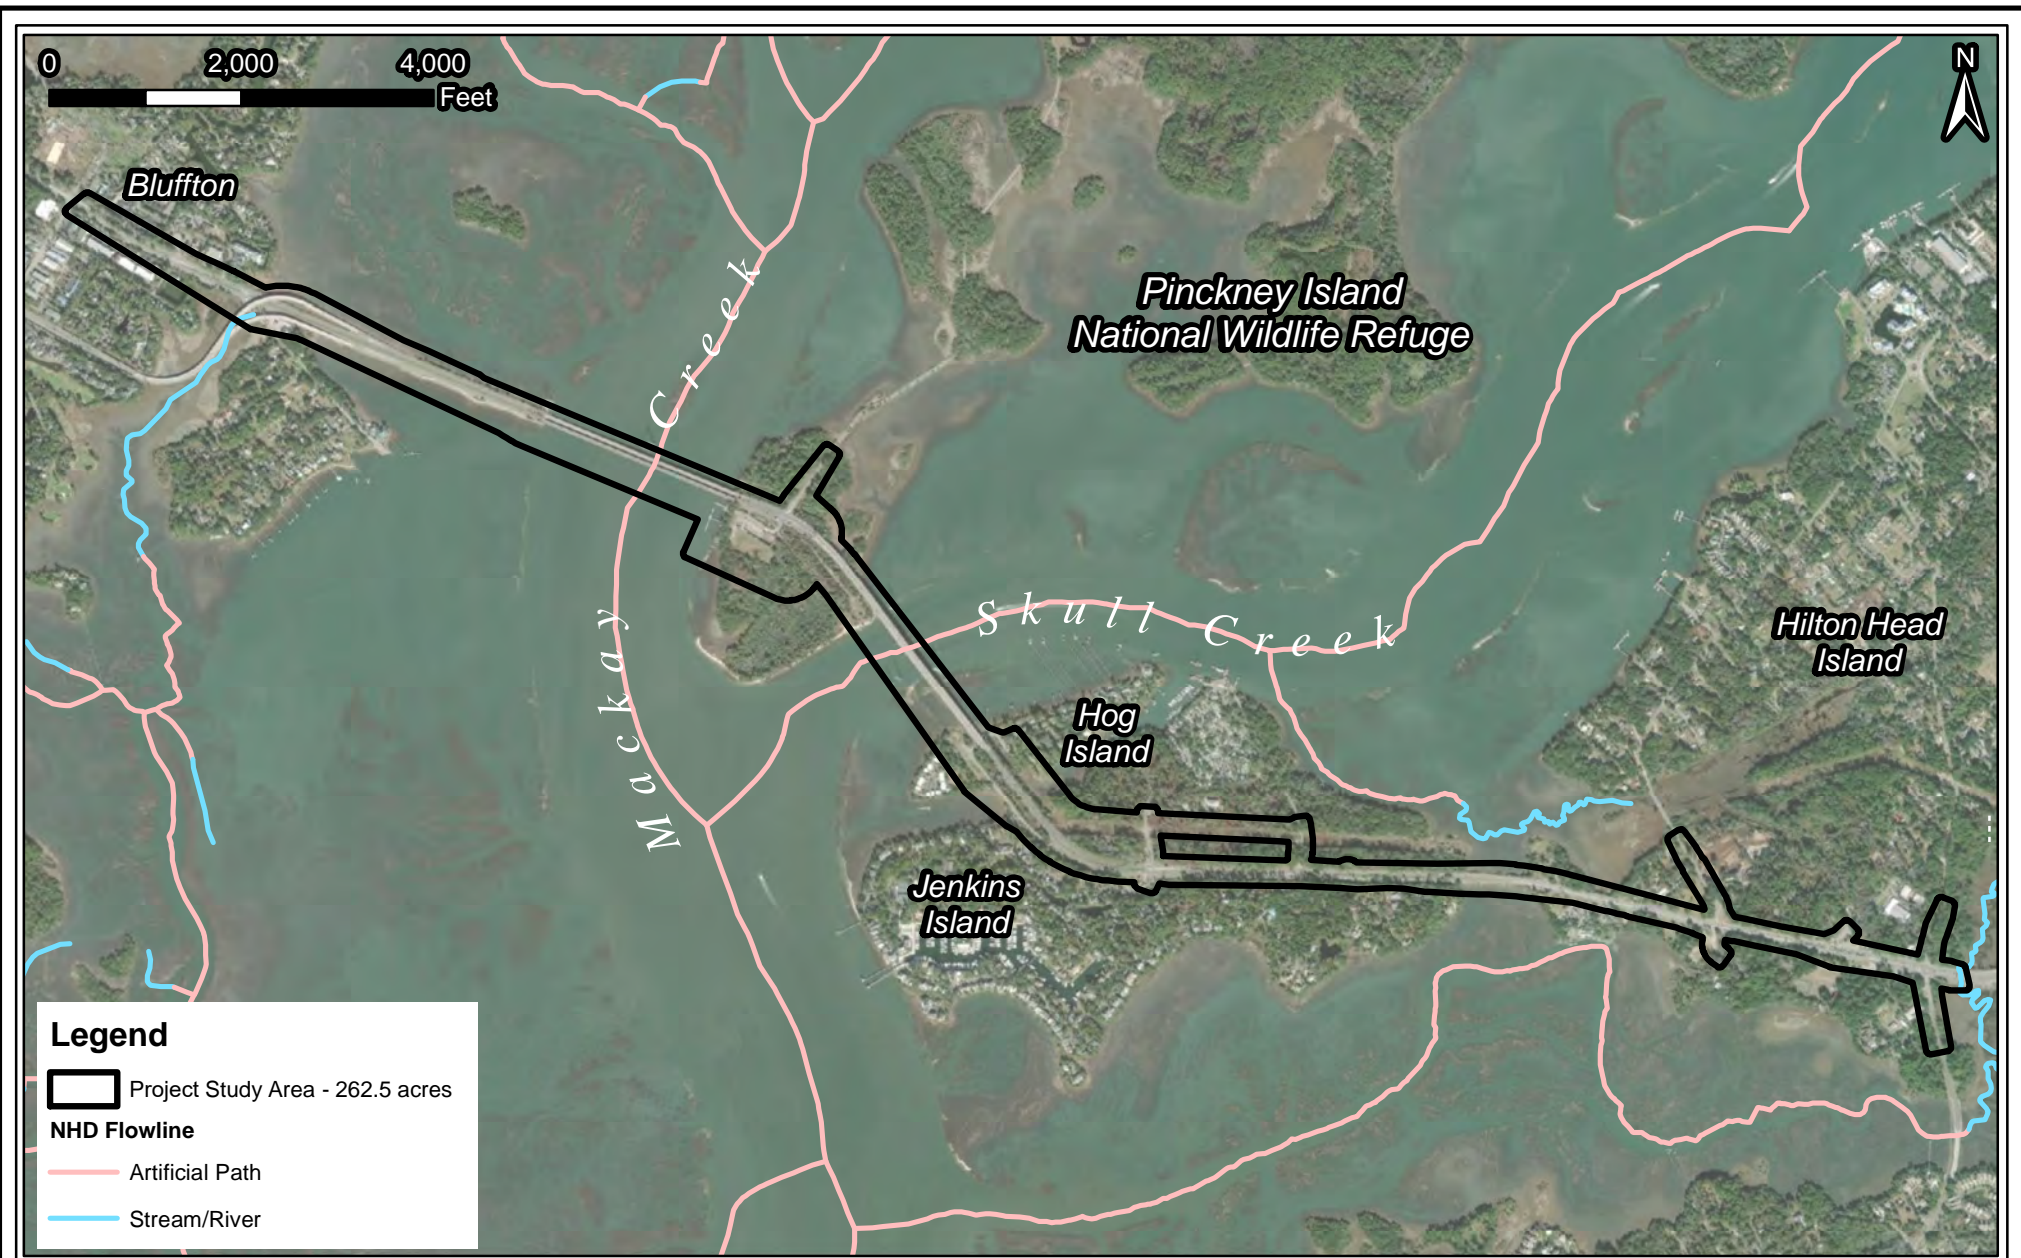 0 2,000 4,000
Feet
N
Bluffton
Mackay Creek
Pinckney Island
National Wildlife Refuge
Skull Creek
Hilton Head
Island
Hog
Island
Jenkins
Island
Legend
Project Study Area - 262.5 acres
NHD Flowline
Artificial Path
Stream/River